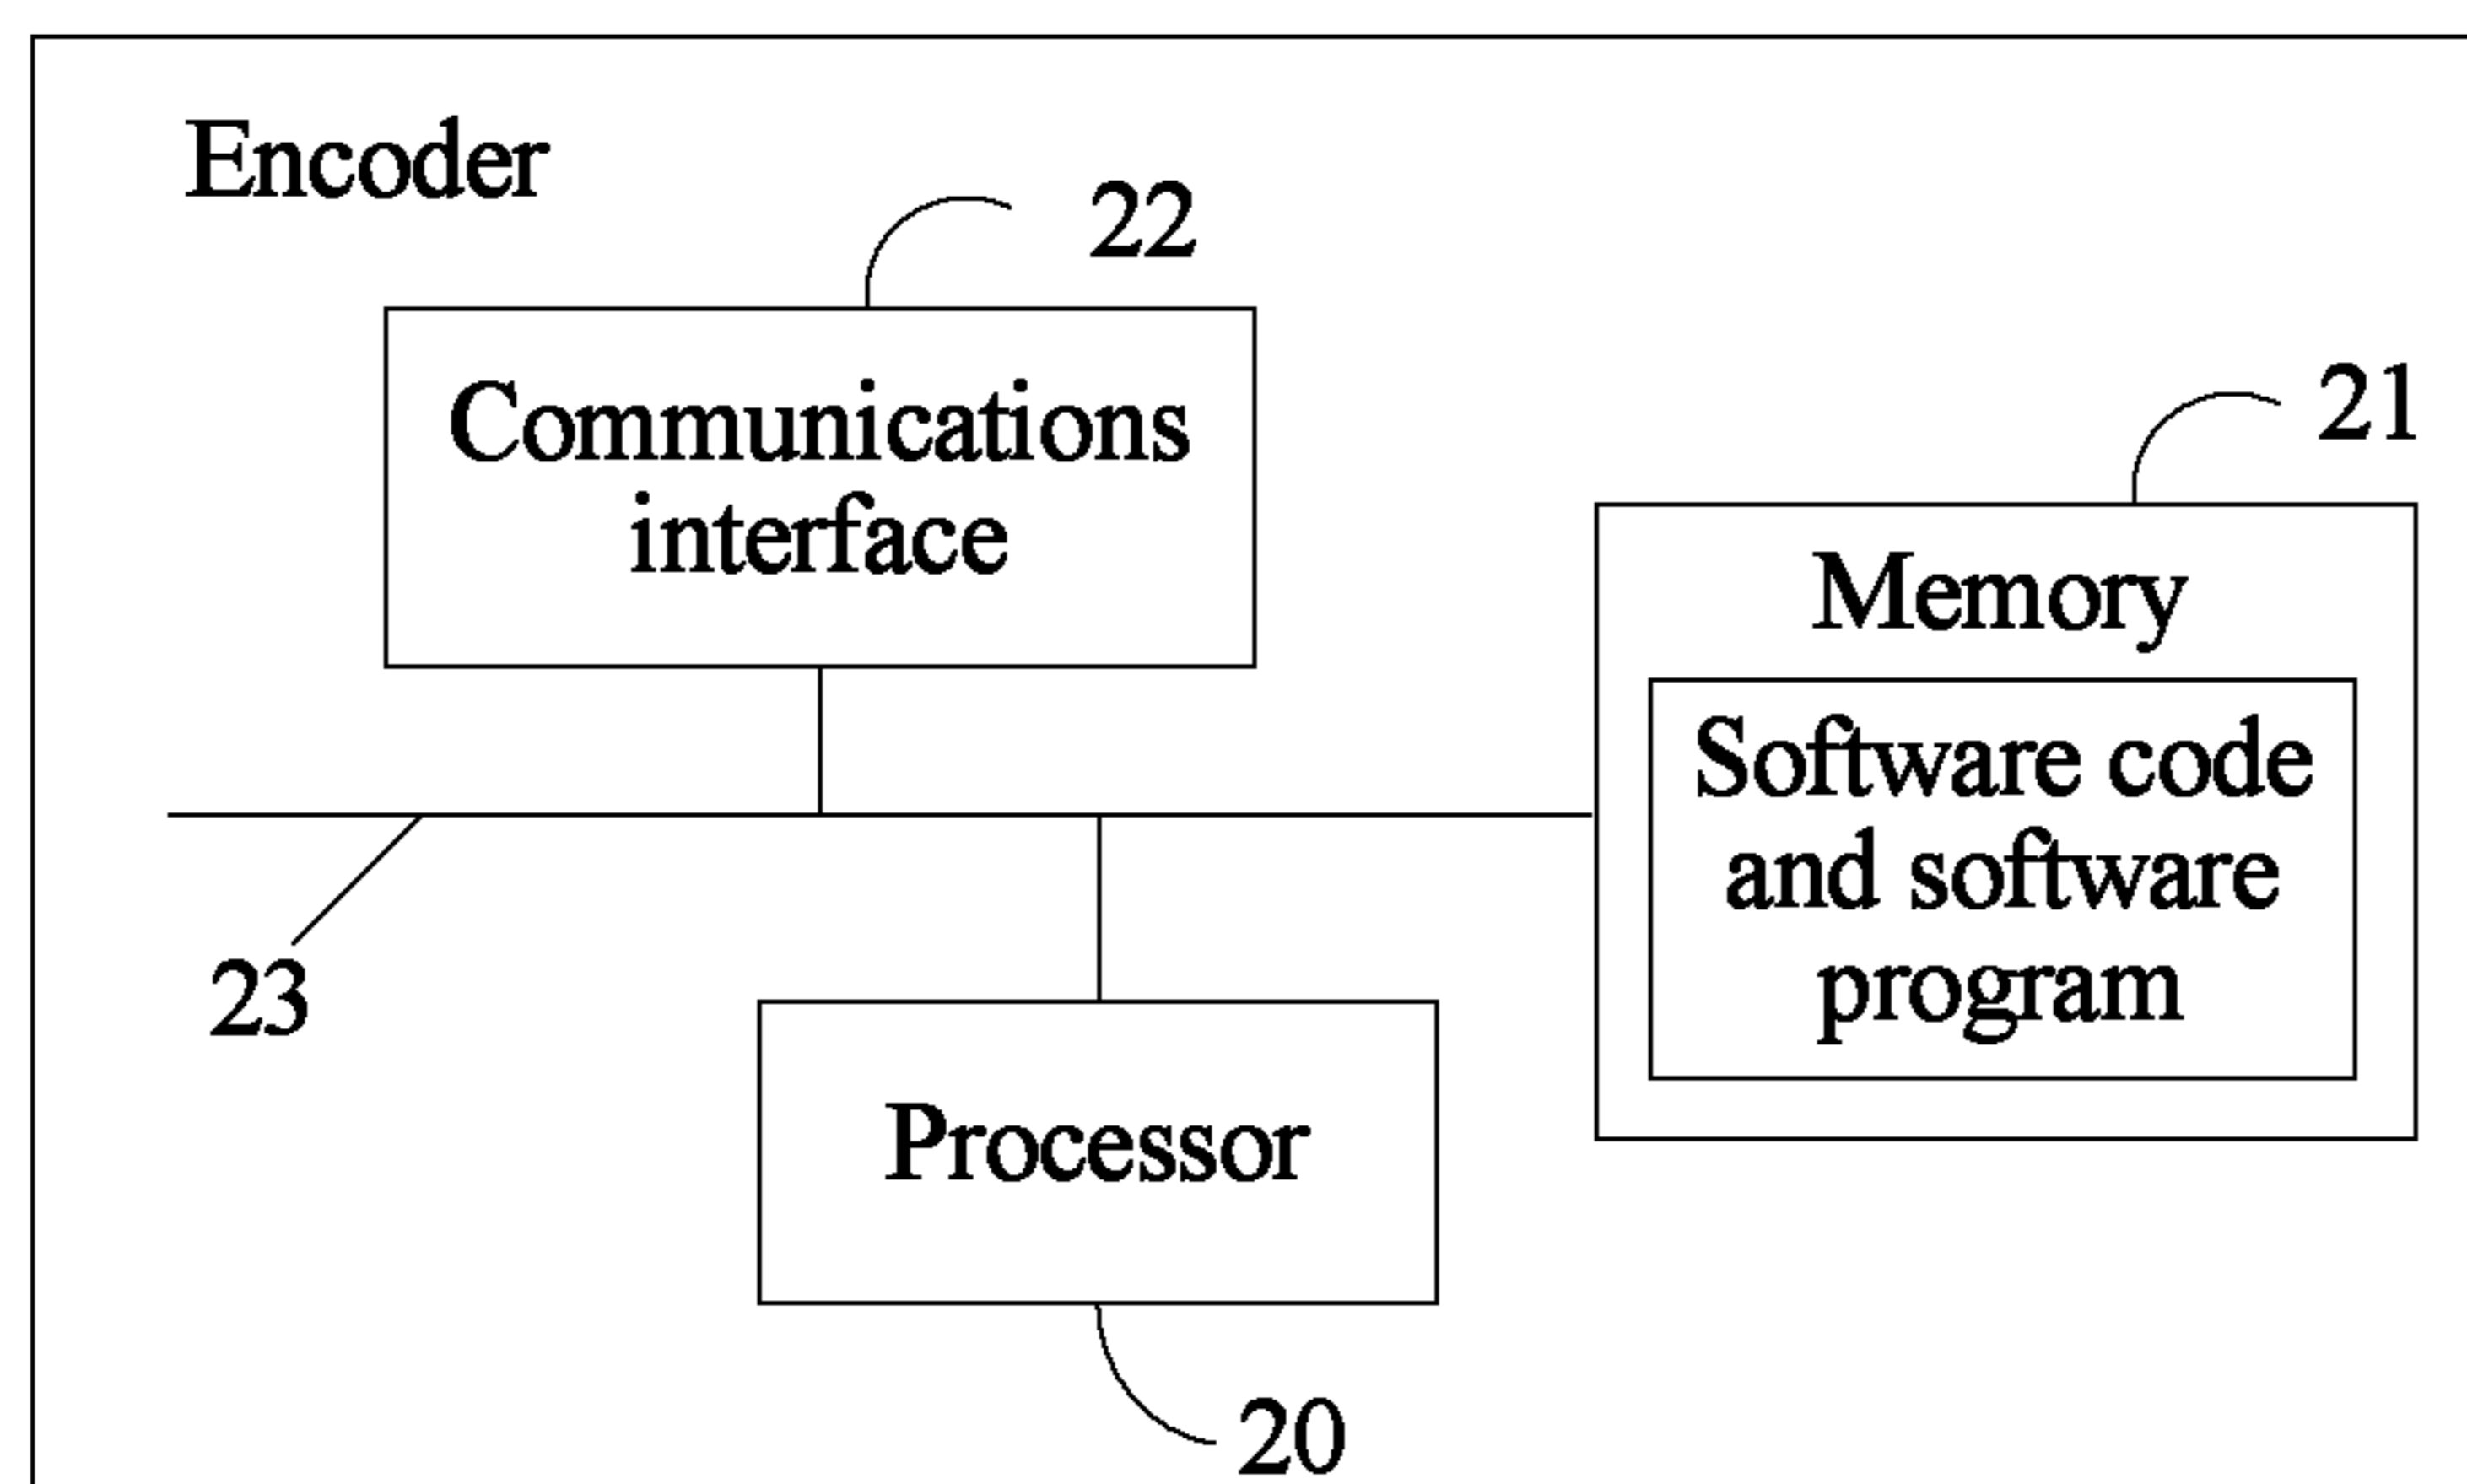 Encoder
22
Communications
interface
21
Memory
Software code
and software
program
23
Processor
20